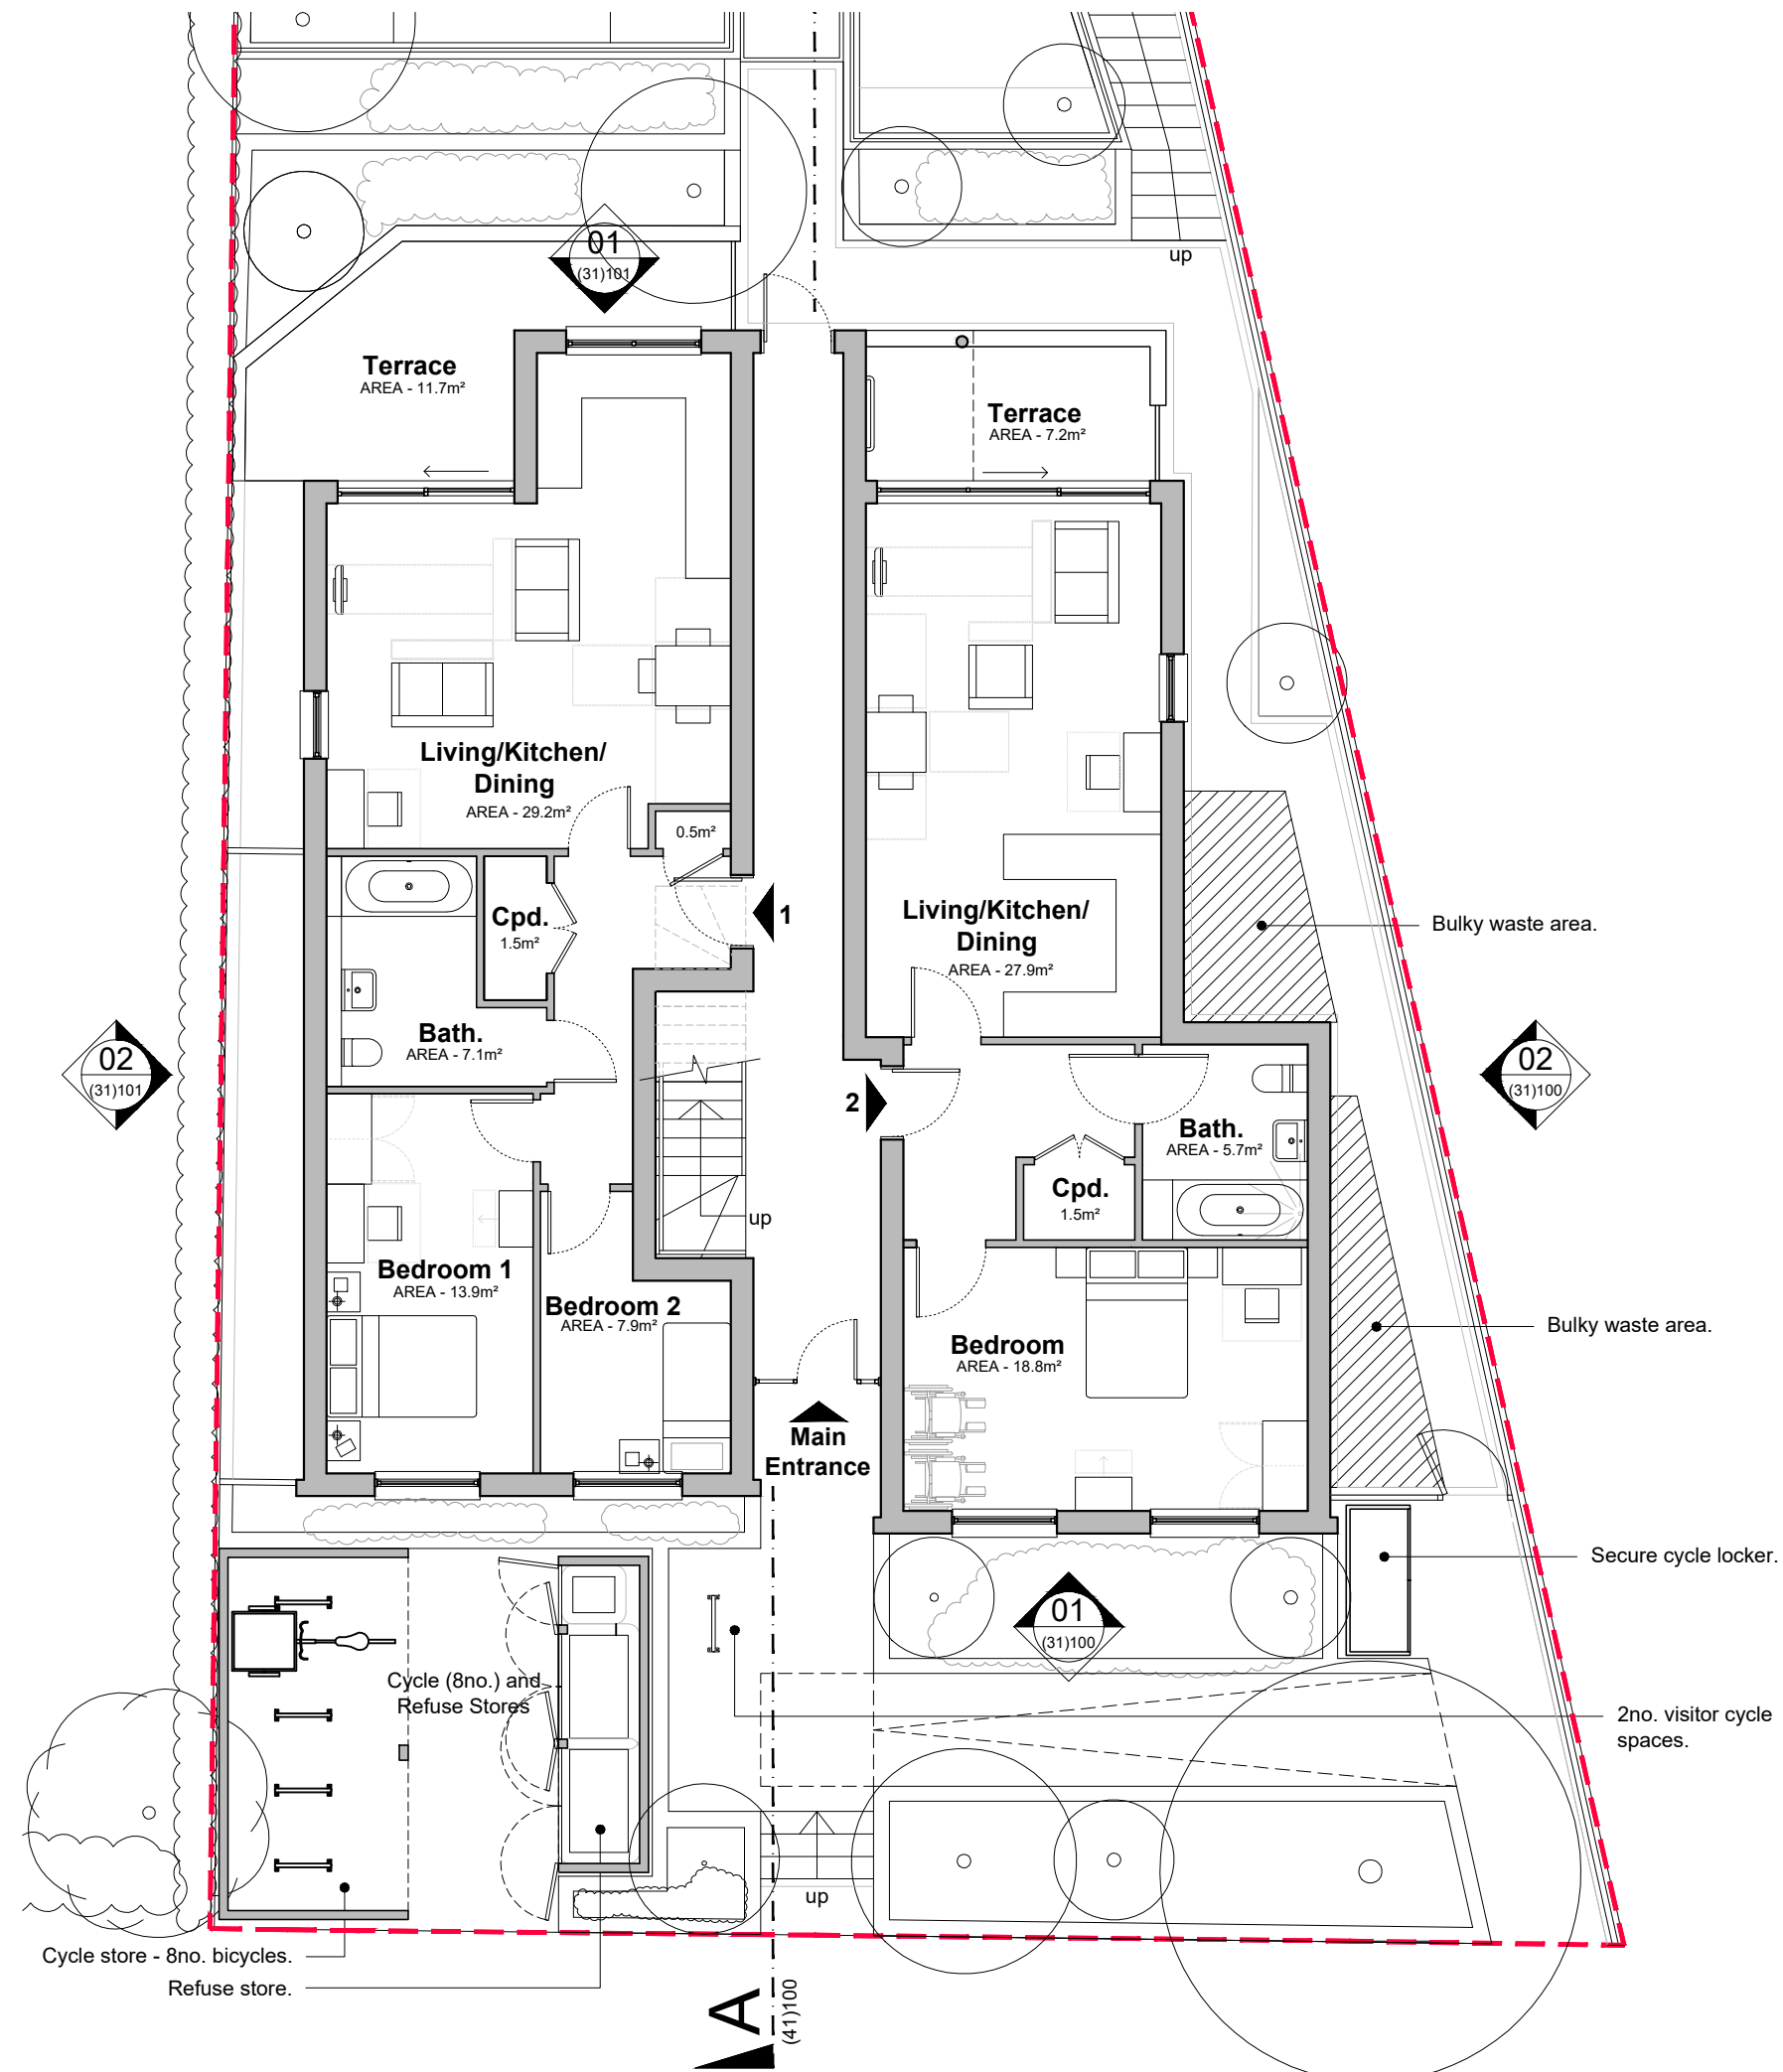 up
01
(31)101
Terrace
AREA - 11.7m²
Terrace
AREA - 7.2m²
Living/Kitchen/
Dining
AREA - 29.2m²
0.5m²
Cpd.
1.5m²
1
Living/Kitchen/
Dining
AREA - 27.9m²
Bulky waste area.
Bath.
AREA - 7.1m²
02
(31)101
02
(31)100
2
Bath.
AREA - 5.7m²
Cpd.
1.5m²
up
Bedroom 1
AREA - 13.9m²
Bedroom 2
AREA - 7.9m²
Bedroom
AREA - 18.8m²
Bulky waste area.
Main
Entrance
Secure cycle locker.
01
(31)100
Cycle (8no.) and
Refuse Stores
2no. visitor cycle
spaces.
up
Cycle store - 8no. bicycles.
Refuse store.
A
(41)100